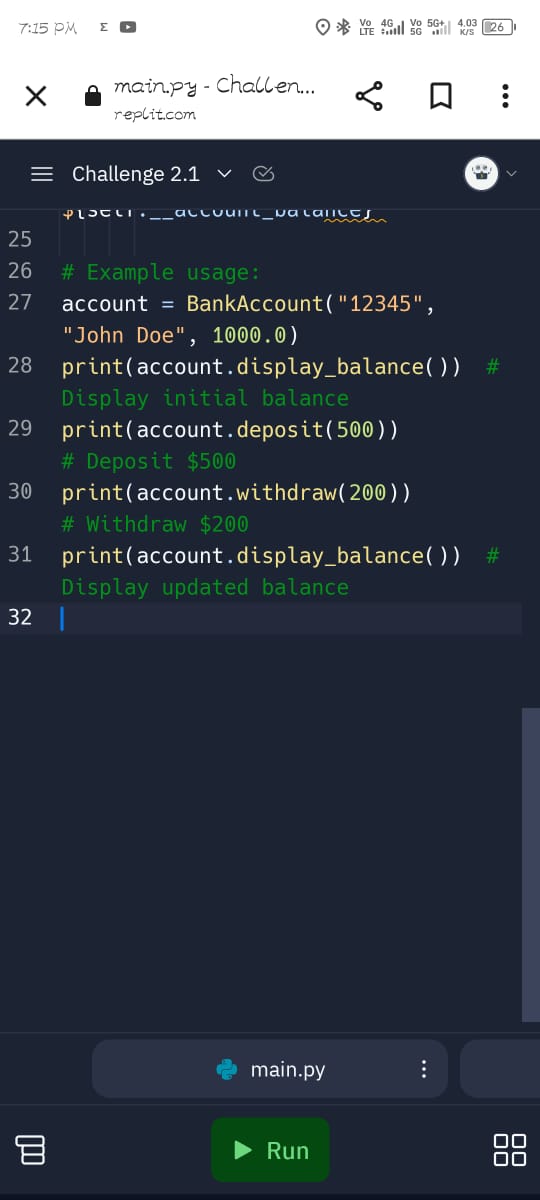 7:15 PM Σ Vo LTE 4G Vo 5G 5G+ 4.03 K/S 26
main.py - Challen...
replit.com
Challenge 2.1
${self.__account_balance}
25
26 # Example usage:
27 account = BankAccount("12345",
"John Doe", 1000.0)
28 print(account.display_balance()) #
Display initial balance
29 print(account.deposit(500))
# Deposit $500
30 print(account.withdraw(200))
# Withdraw $200
31 print(account.display_balance()) #
Display updated balance
32
main.py
Run